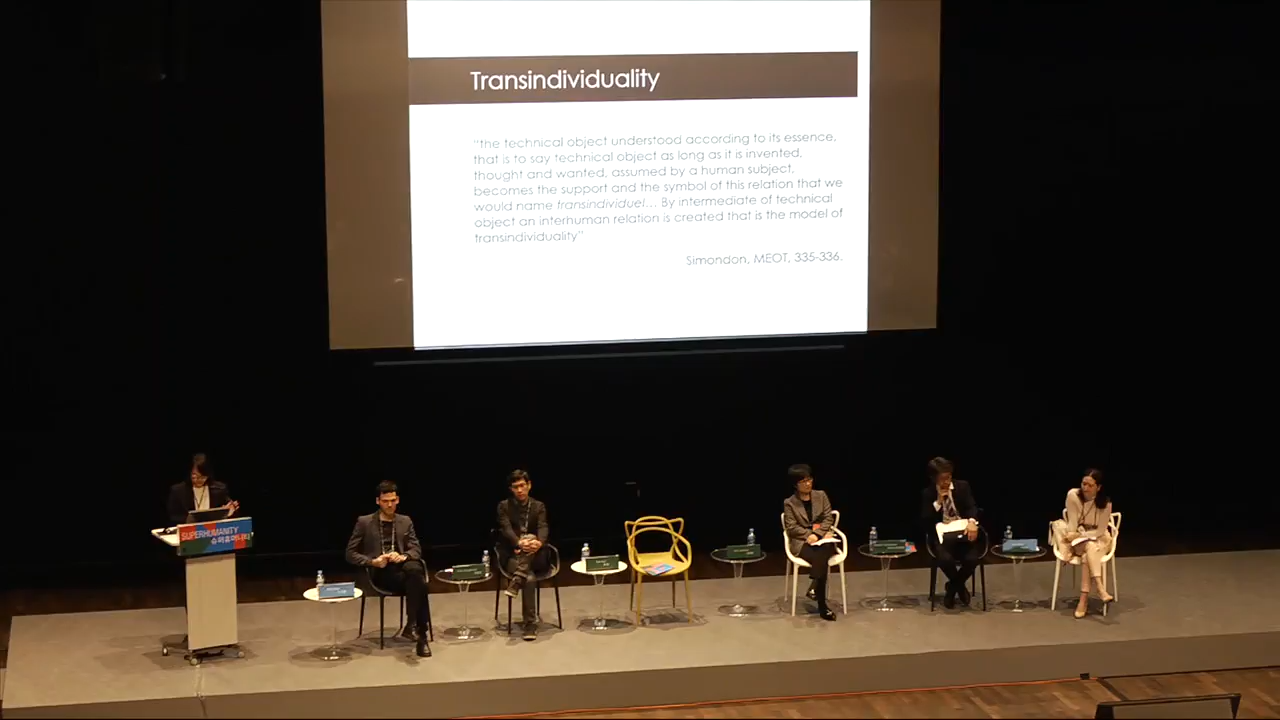 Transindividuality
"the technical object understood according to its essence,
that is to say technical object as long as it is invented,
thought and wanted, assumed by a human subject,
becomes the support and the symbol of this relation that we
would name transindividuel… By intermediate of technical
object an interhuman relation is created that is the model of
transindividuality"
Simondon, MEOT, 335-336.
SUPERHUMANITY
슈퍼휴머니티